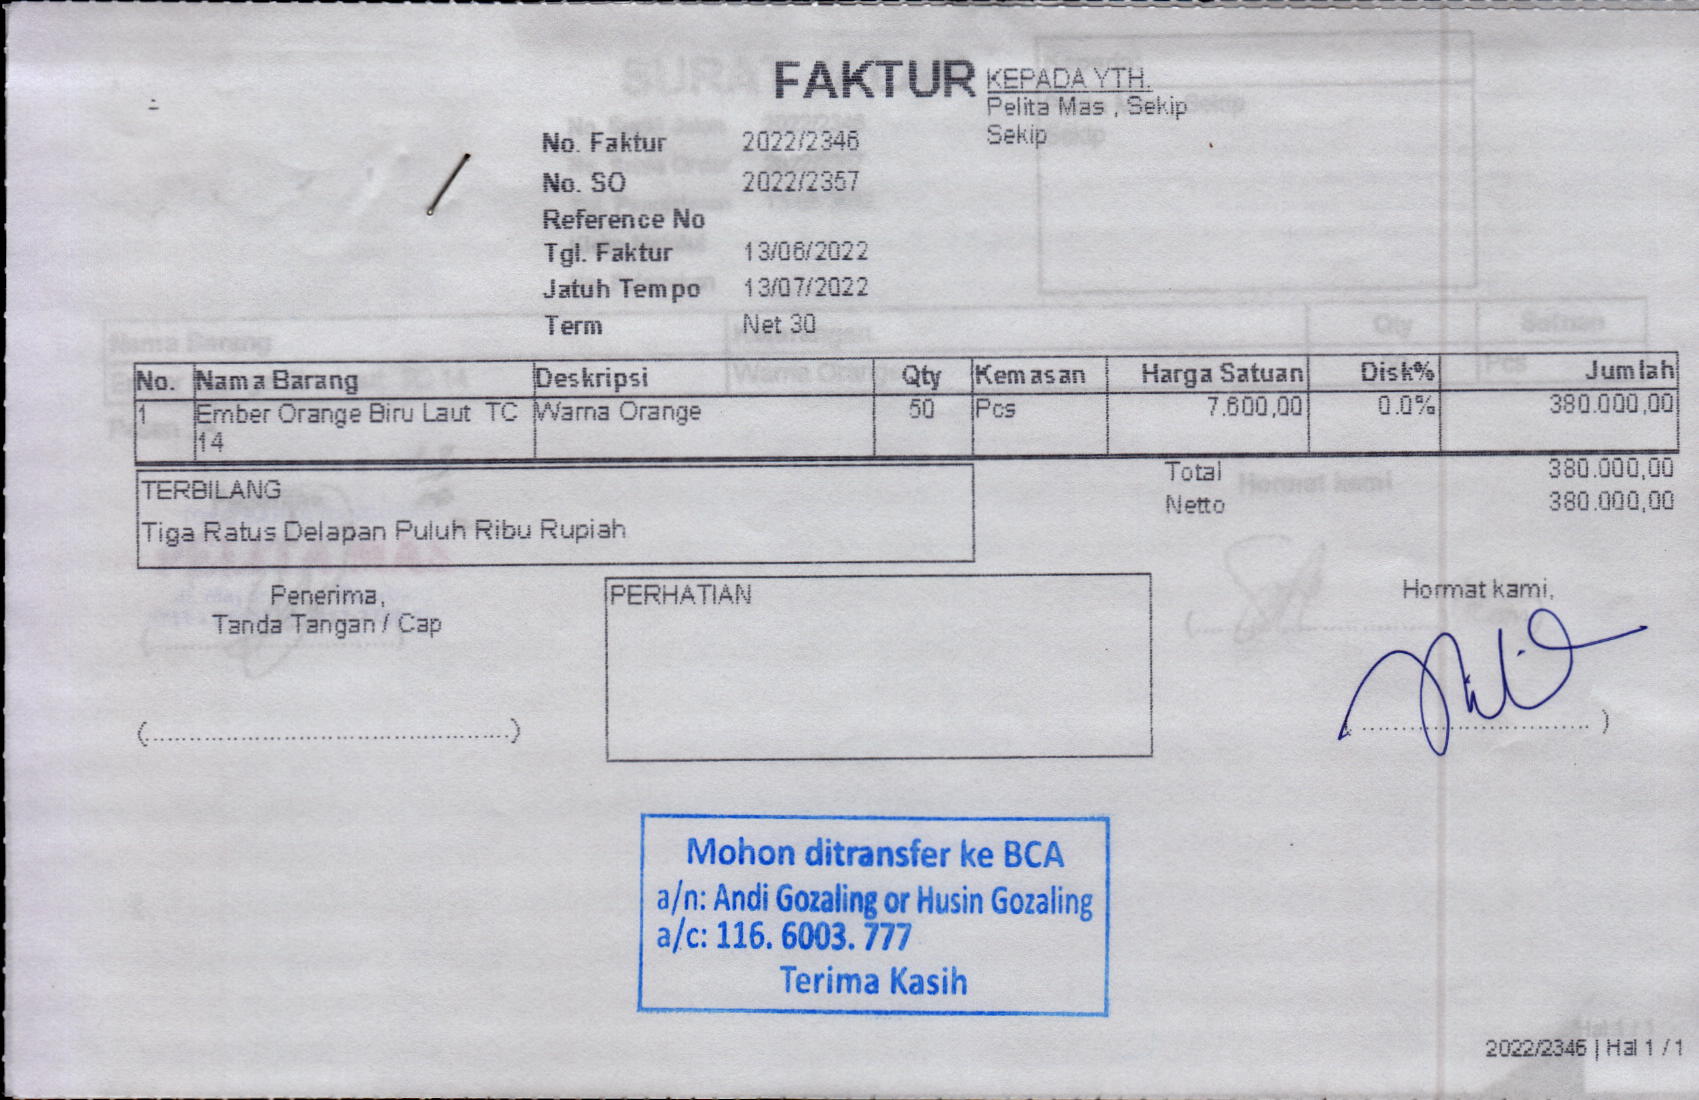 FAKTUR
KEPADA YTH.
Pelita Mas , Sekip
Sekip
No. Faktur 2022/2346
No. SO 2022/2357
Reference No
Tgl. Faktur 13/06/2022
Jatuh Tempo 13/07/2022
Term Net 30
No. Nama Barang Deskripsi Qty Kemasan Harga Satuan Disk% Jumlah
1 Ember Orange Biru Laut TC Warna Orange 50 Pcs 7.600,00 0.0% 380.000,00
14
Total 380.000,00
Netto 380.000,00
TERBILANG
Tiga Ratus Delapan Puluh Ribu Rupiah
Penerima,
Tanda Tangan / Cap
(..................................................)
PERHATIAN
Hormat kami,
(................................)
Mohon ditransfer ke BCA
a/n: Andi Gozaling or Husin Gozaling
a/c: 116. 6003. 777
Terima Kasih
2022/2346 | Hal 1 / 1